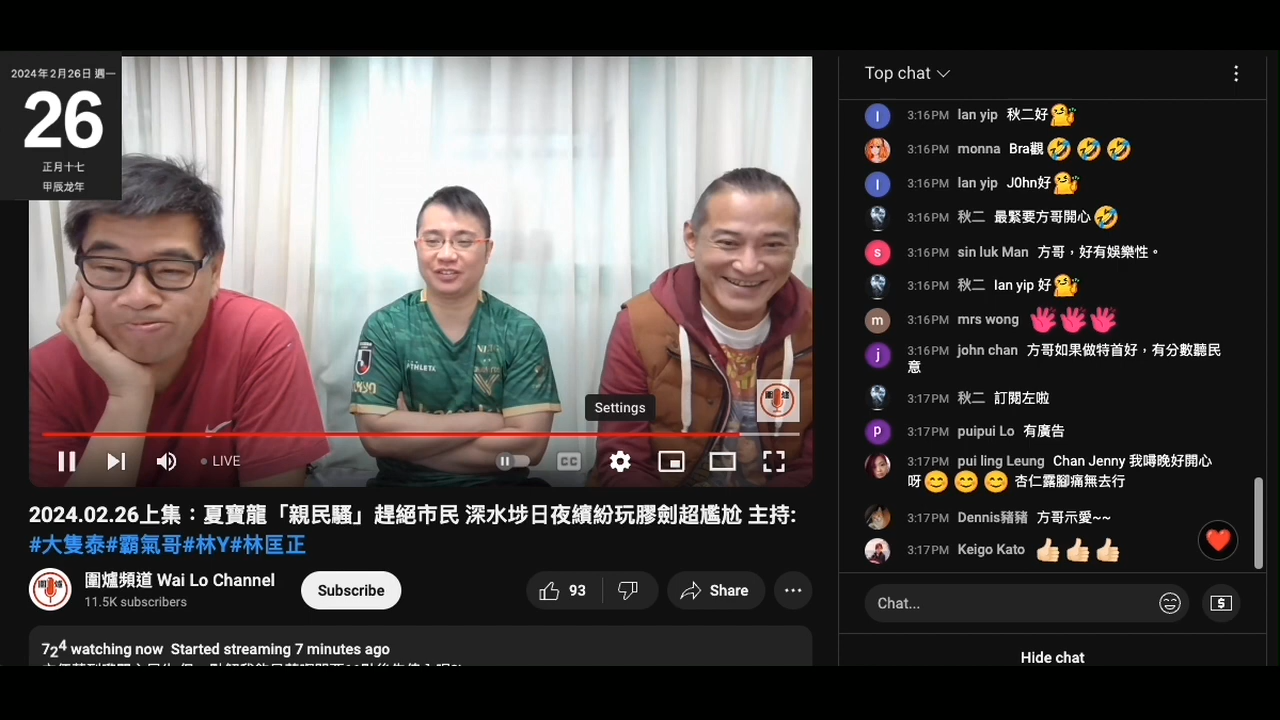 2024年2月26日 週一
26
正月十七
甲辰龙年
ATHLETA
Settings
LIVE
CC
2024.02.26上集：夏寶龍「親民騷」趕絕市民 深水埗日夜繽紛玩膠劍超尷尬 主持:
#大隻泰#霸氣哥#林Y#林匡正
圍爐頻道 Wai Lo Channel
11.5K subscribers
Subscribe
93
Share
724 watching now Started streaming 7 minutes ago
Top chat
3:16PM Ian yip 秋二好
3:16PM monna Bra觀
3:16PM Ian yip J0hn好
3:16PM 秋二 最緊要方哥開心
3:16PM sin luk Man 方哥，好有娛樂性。
3:16PM 秋二 Ian yip 好
3:16PM mrs wong
3:16PM john chan 方哥如果做特首好，有分數聽民
意
3:17PM 秋二 訂閱左啦
3:17PM puipui Lo 有廣告
3:17PM pui ling Leung Chan Jenny 我噚晚好開心
呀 杏仁露腳痛無去行
3:17PM Dennis豬豬 方哥示愛~~
3:17PM Keigo Kato
Chat...
Hide chat